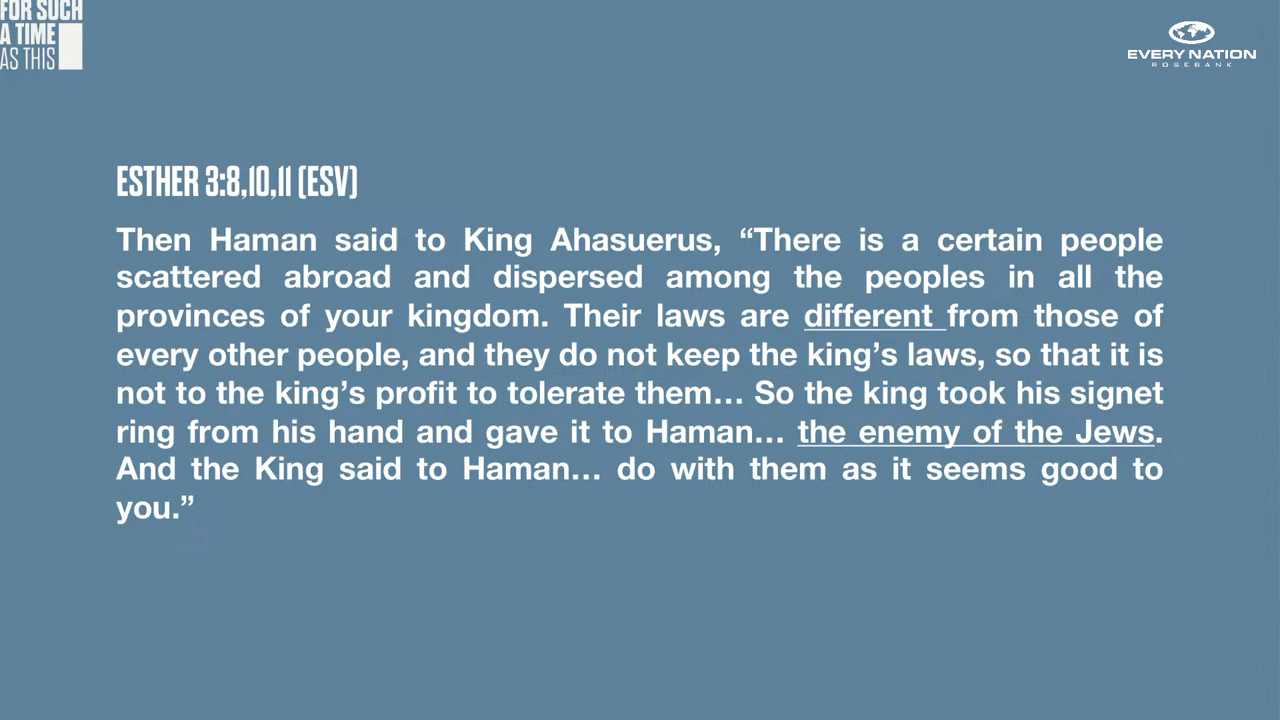 FOR SUCH
A TIME
AS THIS
EVERY NATION
ROSEBANK
ESTHER 3:8,10,11 (ESV)
Then Haman said to King Ahasuerus, “There is a certain people
scattered abroad and dispersed among the peoples in all the
provinces of your kingdom. Their laws are different from those of
every other people, and they do not keep the king’s laws, so that it is
not to the king’s profit to tolerate them… So the king took his signet
ring from his hand and gave it to Haman… the enemy of the Jews.
And the King said to Haman… do with them as it seems good to
you.”